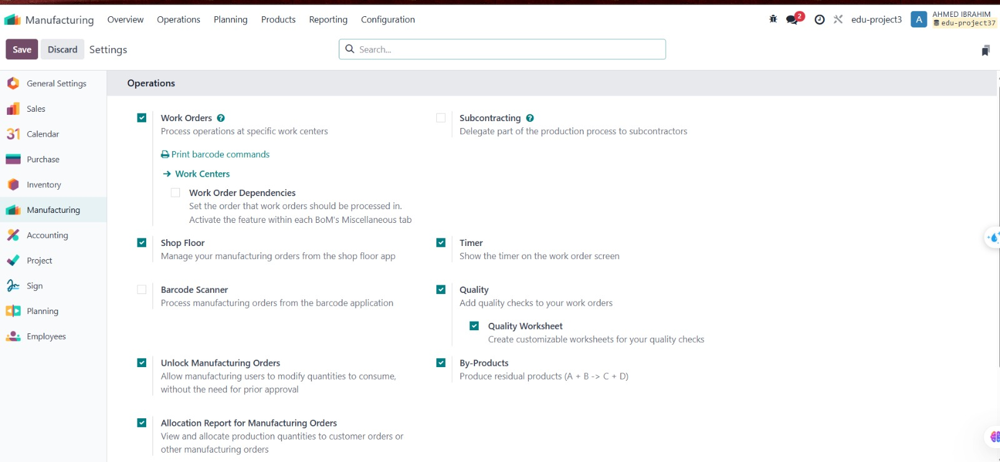 Manufacturing
Overview
Operations
Planning
Products
Reporting
Configuration
2
edu-project3
A
AHMED IBRAHIM
edu-project37
Save
Discard
Settings
Search...
General Settings
Sales
31 Calendar
Purchase
Inventory
Manufacturing
Accounting
Project
Sign
Planning
Employees
Operations
Work Orders ?
Process operations at specific work centers
Print barcode commands
Work Centers
Work Order Dependencies
Set the order that work orders should be processed in.
Activate the feature within each BoM's Miscellaneous tab
Subcontracting ?
Delegate part of the production process to subcontractors
Shop Floor
Manage your manufacturing orders from the shop floor app
Timer
Show the timer on the work order screen
Barcode Scanner
Process manufacturing orders from the barcode application
Quality
Add quality checks to your work orders
Quality Worksheet
Create customizable worksheets for your quality checks
Unlock Manufacturing Orders
Allow manufacturing users to modify quantities to consume,
without the need for prior approval
By-Products
Produce residual products (A + B -> C + D)
Allocation Report for Manufacturing Orders
View and allocate production quantities to customer orders or
other manufacturing orders